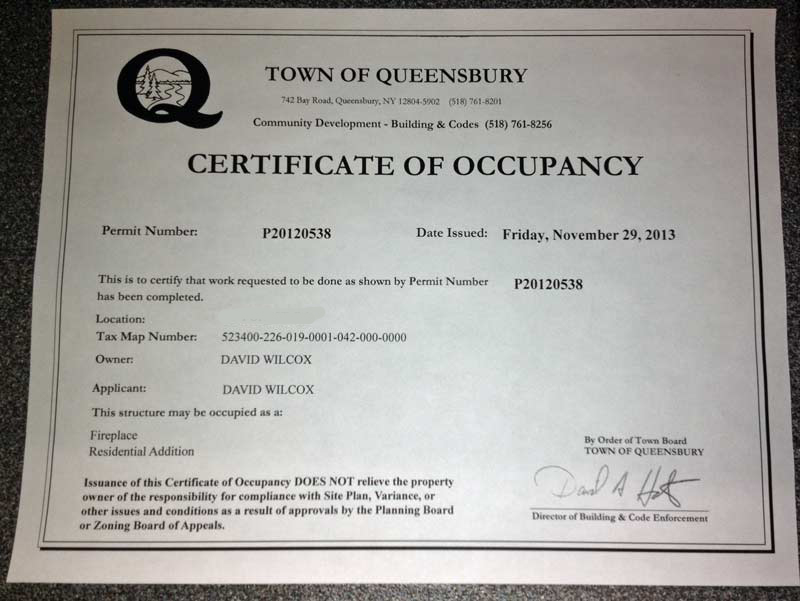 Q
TOWN OF QUEENSBURY
742 Bay Road, Queensbury, NY 12804-5902 (518) 761-8201
Community Development - Building & Codes (518) 761-8256
CERTIFICATE OF OCCUPANCY
Permit Number: P20120538 Date Issued: Friday, November 29, 2013
This is to certify that work requested to be done as shown by Permit Number P20120538
has been completed.
Location:
Tax Map Number: 523400-226-019-0001-042-000-0000
Owner: DAVID WILCOX
Applicant: DAVID WILCOX
This structure may be occupied as a:
Fireplace
Residential Addition
By Order of Town Board
TOWN OF QUEENSBURY
Issuance of this Certificate of Occupancy DOES NOT relieve the property
owner of the responsibility for compliance with Site Plan, Variance, or
other issues and conditions as a result of approvals by the Planning Board
or Zoning Board of Appeals.
Director of Building & Code Enforcement